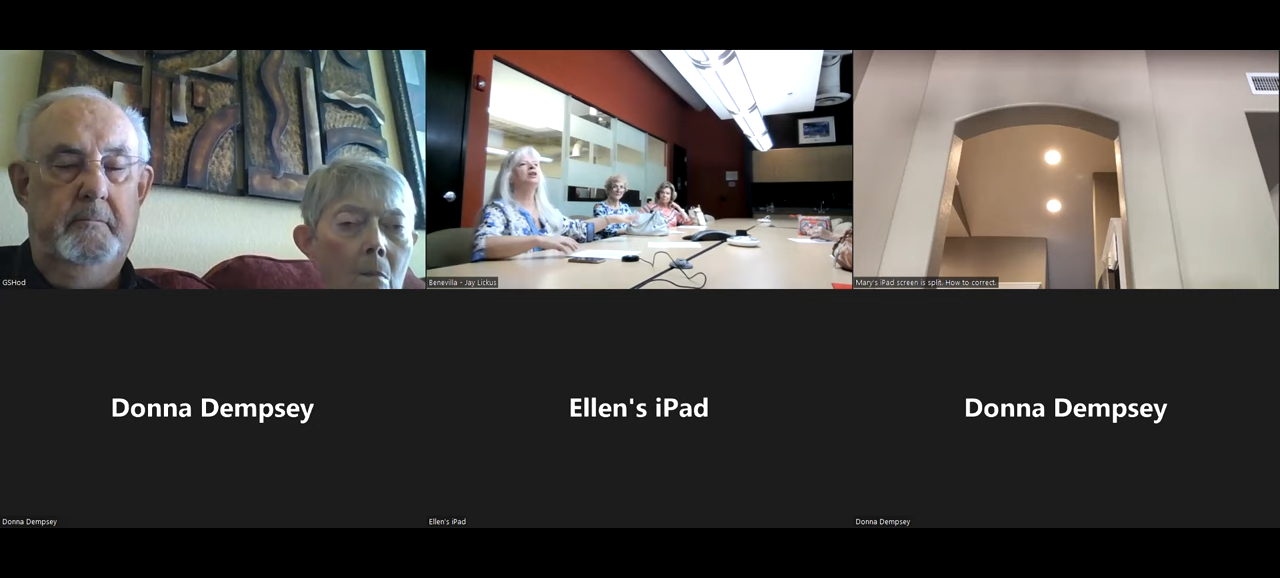 GSHod
Benevilla - Jay Lickus
Mary's iPad screen is split. How to correct.
Donna Dempsey
Ellen's iPad
Donna Dempsey
Donna Dempsey
Ellen's iPad
Donna Dempsey